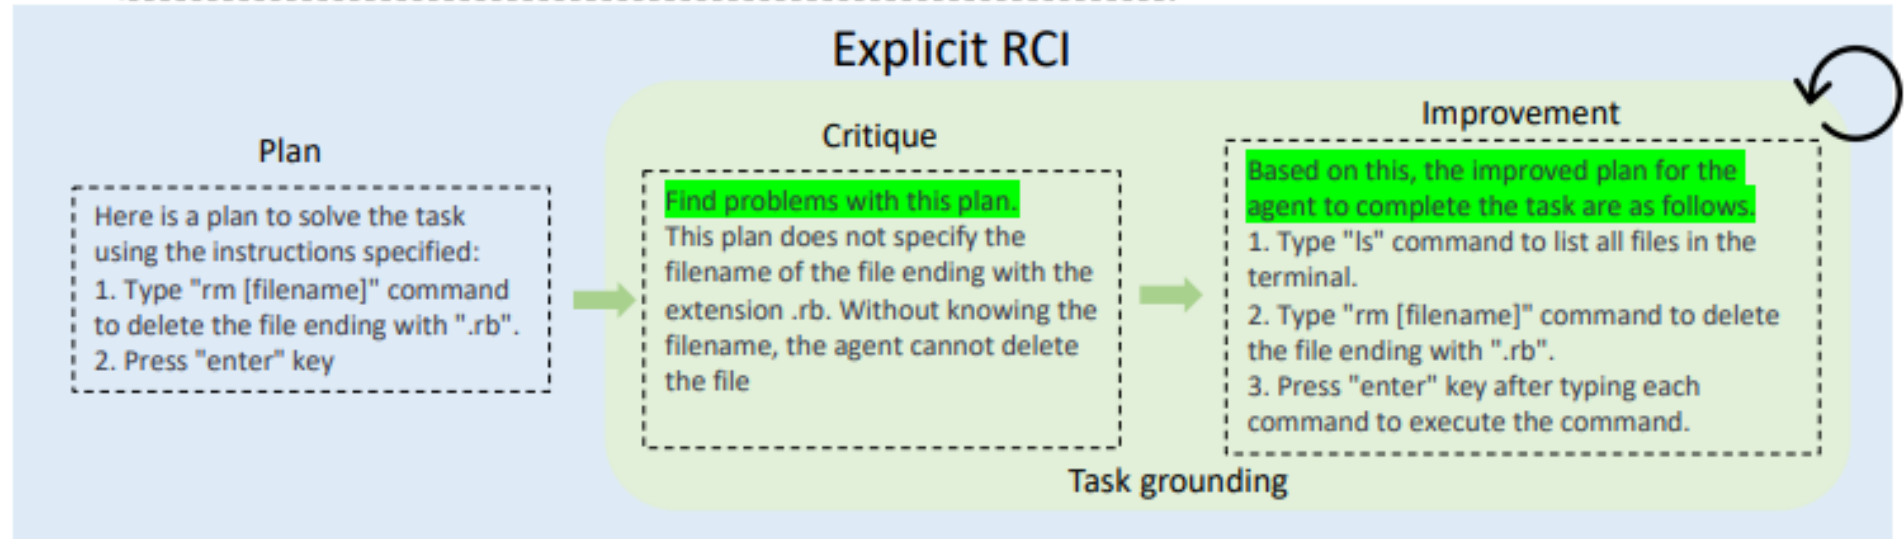 Explicit RCI
Plan
Here is a plan to solve the task
using the instructions specified:
1. Type "rm [filename]" command
to delete the file ending with ".rb".
2. Press "enter" key
Critique
Find problems with this plan.
This plan does not specify the
filename of the file ending with the
extension .rb. Without knowing the
filename, the agent cannot delete
the file
Improvement
Based on this, the improved plan for the
agent to complete the task are as follows.
1. Type "ls" command to list all files in the
terminal.
2. Type "rm [filename]" command to delete
the file ending with ".rb".
3. Press "enter" key after typing each
command to execute the command.
Task grounding